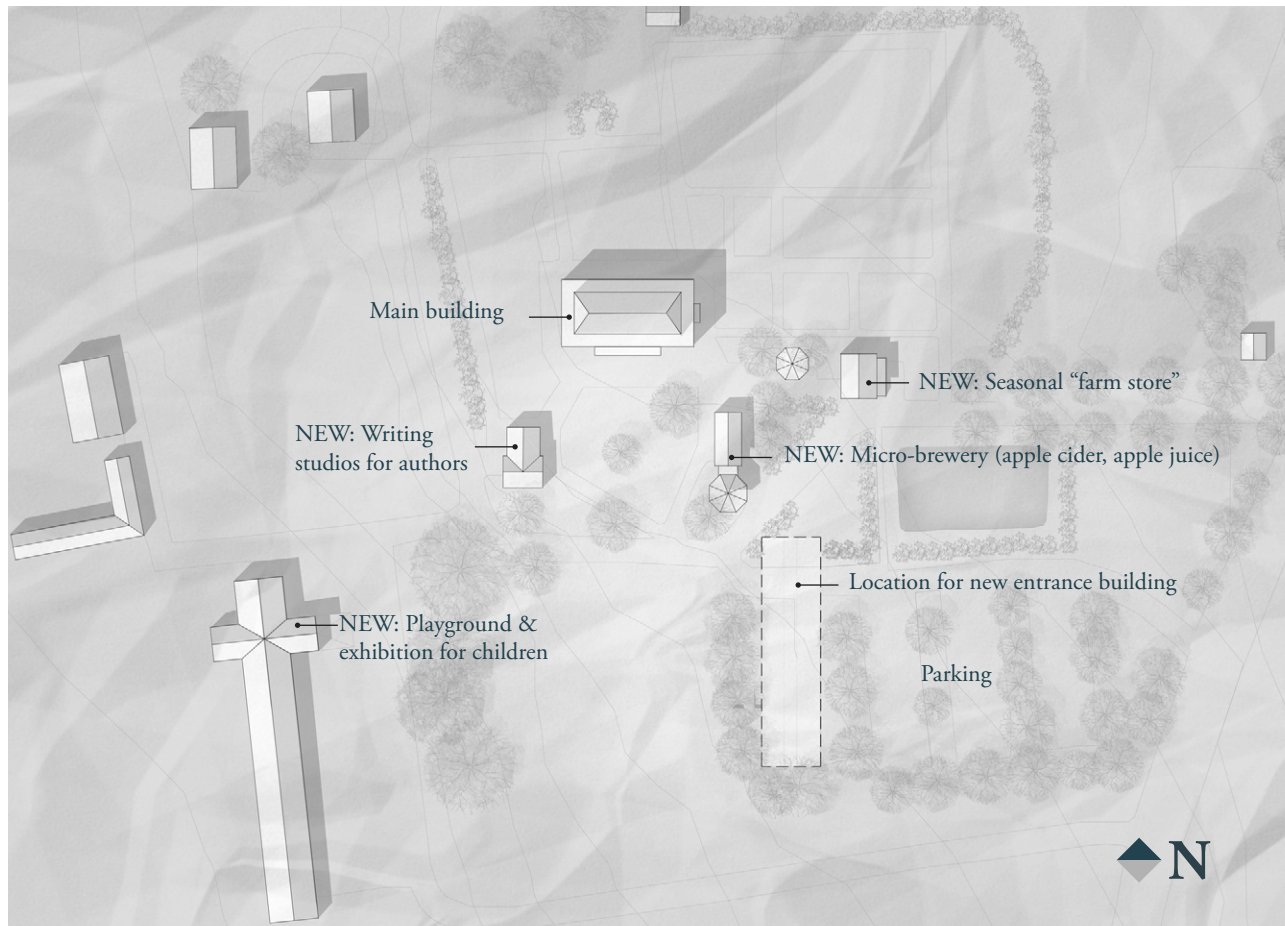 Main building
NEW: Seasonal “farm store”
NEW: Writing
studios for authors
NEW: Micro-brewery (apple cider, apple juice)
Location for new entrance building
NEW: Playground &
exhibition for children
Parking
N